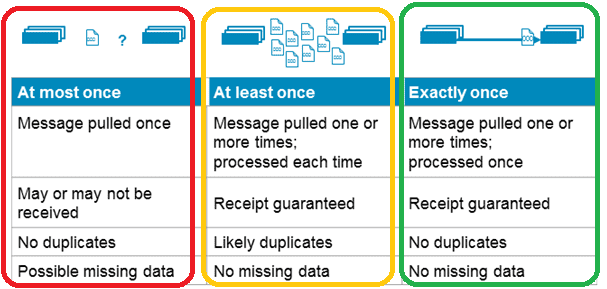 ?
At most once
At least once
Exactly once
Message pulled once
Message pulled one or
more times;
processed each time
Message pulled one or
more times;
processed once
May or may not be
received
Receipt guaranteed
Receipt guaranteed
No duplicates
Likely duplicates
No duplicates
Possible missing data
No missing data
No missing data